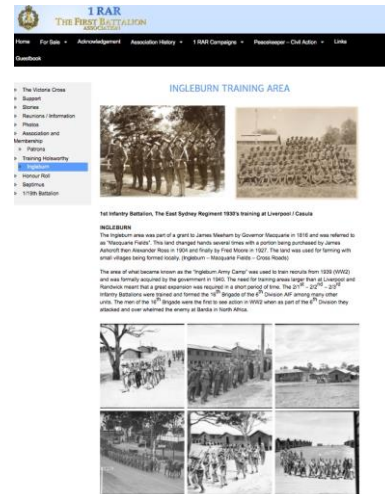 1 RAR
THE FIRST BATTALION
ASSOCIATION
Home For Sale Acknowledgement Association History 1 RAR Campaigns Peacekeeper – Civil Action Links
Guestbook
The Victoria Cross
Support
Stories
Reunions / Information
Photos
Association and
Membership
Patrons
Training Holsworthy
Ingleburn
Honour Roll
Septimus
1/19th Battalion
INGLEBURN TRAINING AREA
1st Infantry Battalion, The East Sydney Regiment 1930's training at Liverpool / Casula
INGLEBURN
The Ingleburn area was part of a grant to James Meeham by Governor Macquarie in 1816 and was referred to
as "Macquarie Fields". This land changed hands several times with a portion being purchased by James
Ashcroft then Alexander Ross in 1904 and finally by Fred Moore in 1927. The land was used for farming with
small villages being formed locally. (Ingleburn – Macquarie Fields – Cross Roads)
The area of what became known as the "Ingleburn Army Camp" was used to train recruits from 1939 (WW2)
and was formally acquired by the government in 1940. The need for training areas larger than at Liverpool and
Randwick meant that a great expansion was required in a short period of time. The 2/1st – 2/2nd – 2/3rd
Infantry Battalions were trained and formed the 16th Brigade of the 6th Division AIF among many other
units. The men of the 16th Brigade were the first to see action in WW2 when as part of the 6th Division they
attacked and over whelmed the enemy at Bardia in North Africa.